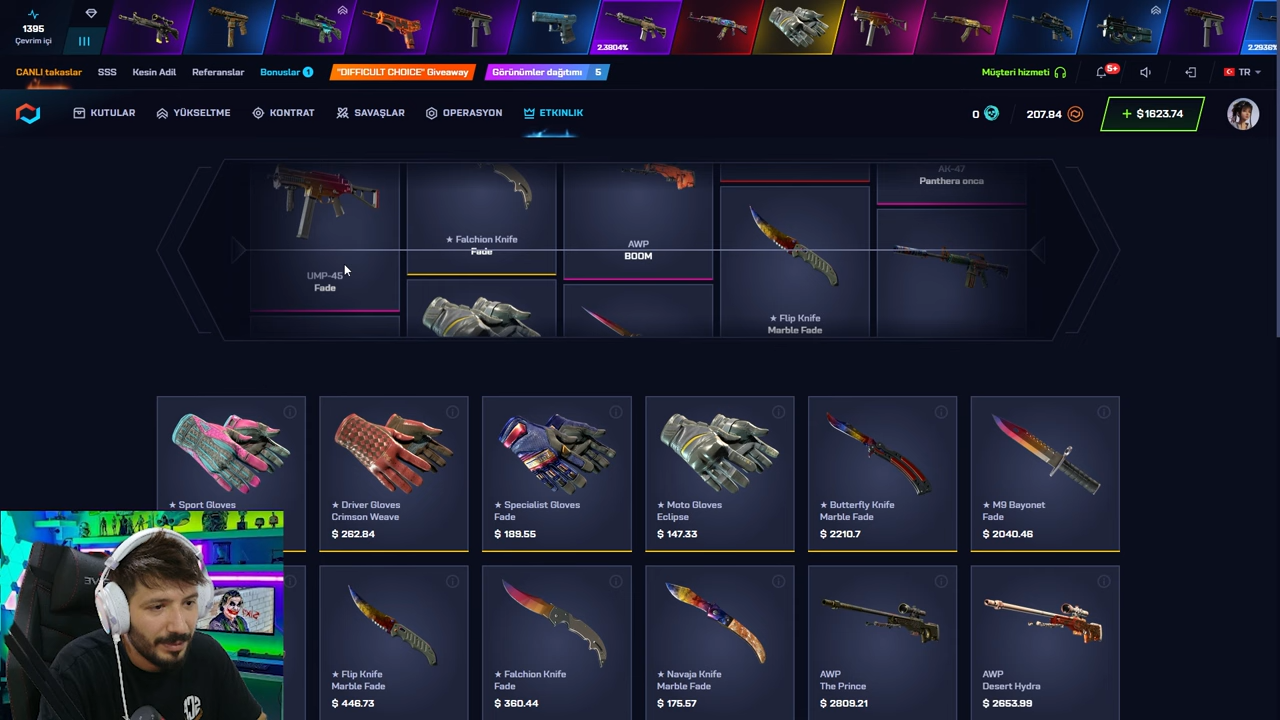 1395
Çevrim içi
2.3804%
2.2936%
CANLI takaslar
SSS
Kesin Adil
Referanslar
Bonuslar 1
"DIFFICULT CHOICE" Giveaway
Görünümler dağıtımı 5
Müşteri hizmeti
5+
TR
KUTULAR
YÜKSELTME
KONTRAT
SAVAŞLAR
OPERASYON
ETKINLIK
0
207.84
+ $1623.74
UMP-45
Fade
★ Falchion Knife
Fade
AWP
BOOM
★ Flip Knife
Marble Fade
AK-47
Panthera onca
★ Sport Gloves
★ Driver Gloves
Crimson Weave
$ 262.84
★ Specialist Gloves
Fade
$ 189.55
★ Moto Gloves
Eclipse
$ 147.33
★ Butterfly Knife
Marble Fade
$ 2210.7
★ M9 Bayonet
Fade
$ 2040.46
★ Flip Knife
Marble Fade
$ 446.73
★ Falchion Knife
Fade
$ 360.44
★ Navaja Knife
Marble Fade
$ 175.57
AWP
The Prince
$ 2809.21
AWP
Desert Hydra
$ 2653.99